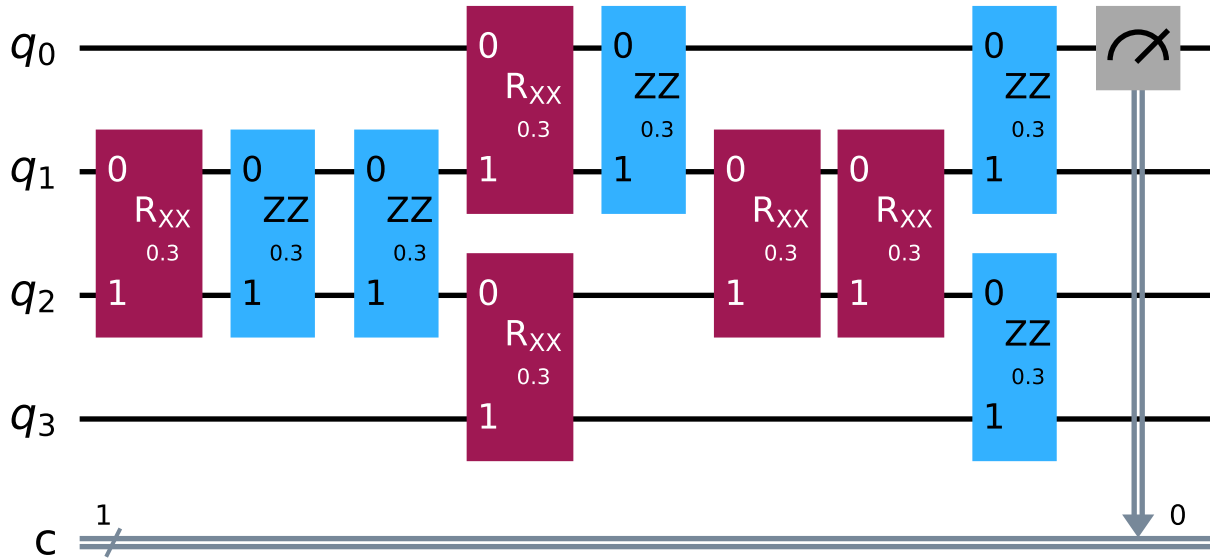 q0 0 RXX 0.3 1 0 ZZ 0.3 1 0 ZZ 0.3 1
q1 0 RXX 0.3 1 0 ZZ 0.3 1 0 ZZ 0.3 1 0 RXX 0.3 1 0 RXX 0.3 1
q2 0 RXX 0.3 1 0 ZZ 0.3 1
q3
c 1 0